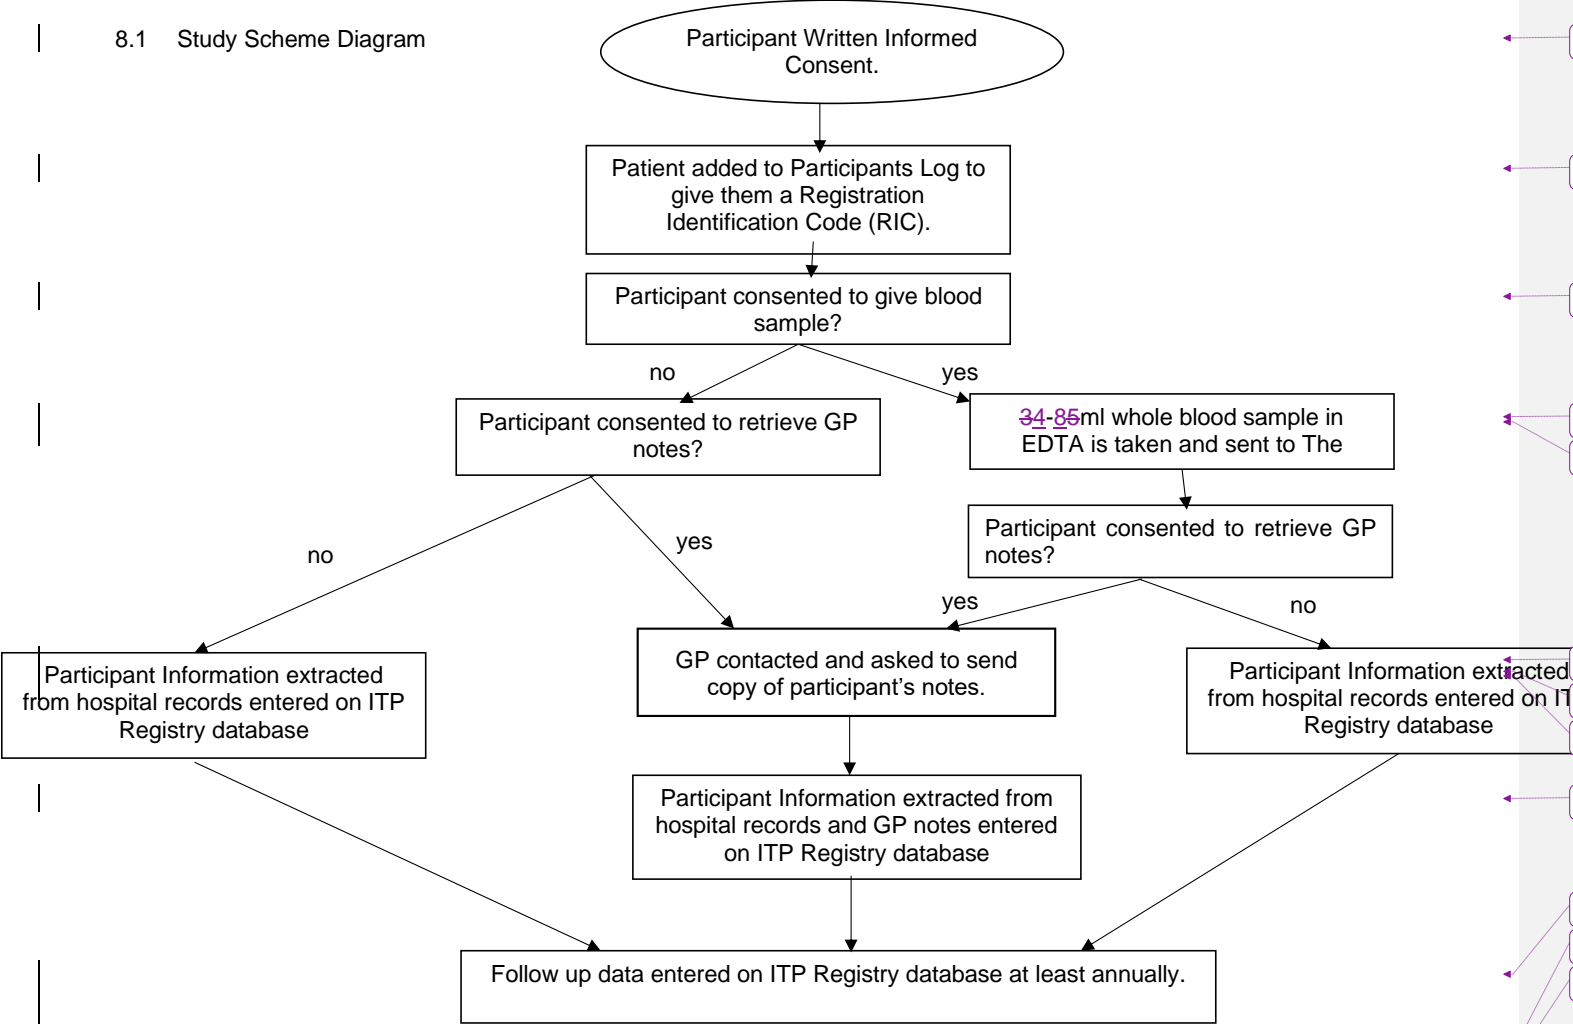 8.1 Study Scheme Diagram
Participant Written Informed
Consent.
Patient added to Participants Log to
give them a Registration
Identification Code (RIC).
Participant consented to give blood
sample?
no
yes
Participant consented to retrieve GP
notes?
34-85ml whole blood sample in
EDTA is taken and sent to The
Participant consented to retrieve GP
notes?
no
yes
yes
no
Participant Information extracted
from hospital records entered on ITP
Registry database
GP contacted and asked to send
copy of participant’s notes.
Participant Information extracted
from hospital records entered on IT
Registry database
Participant Information extracted from
hospital records and GP notes entered
on ITP Registry database
Follow up data entered on ITP Registry database at least annually.